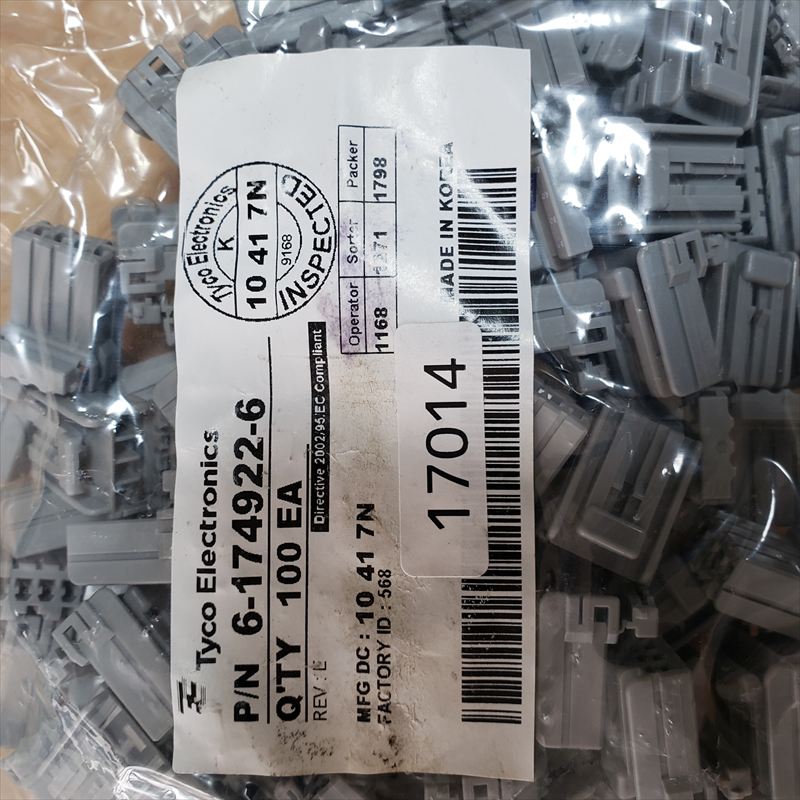 Tyco Electronics
P/N 6-174922-6
Q'TY 100 EA
REV : E
Directive 2002/95/EC Compliant
MFG DC : 10 41 7N
FACTORY ID : 568
Tyco Electronics
K
10 41 7N
9168
INSPECTED
Operator Sorter Packer
1168 1798
17014
MADE IN KOREA